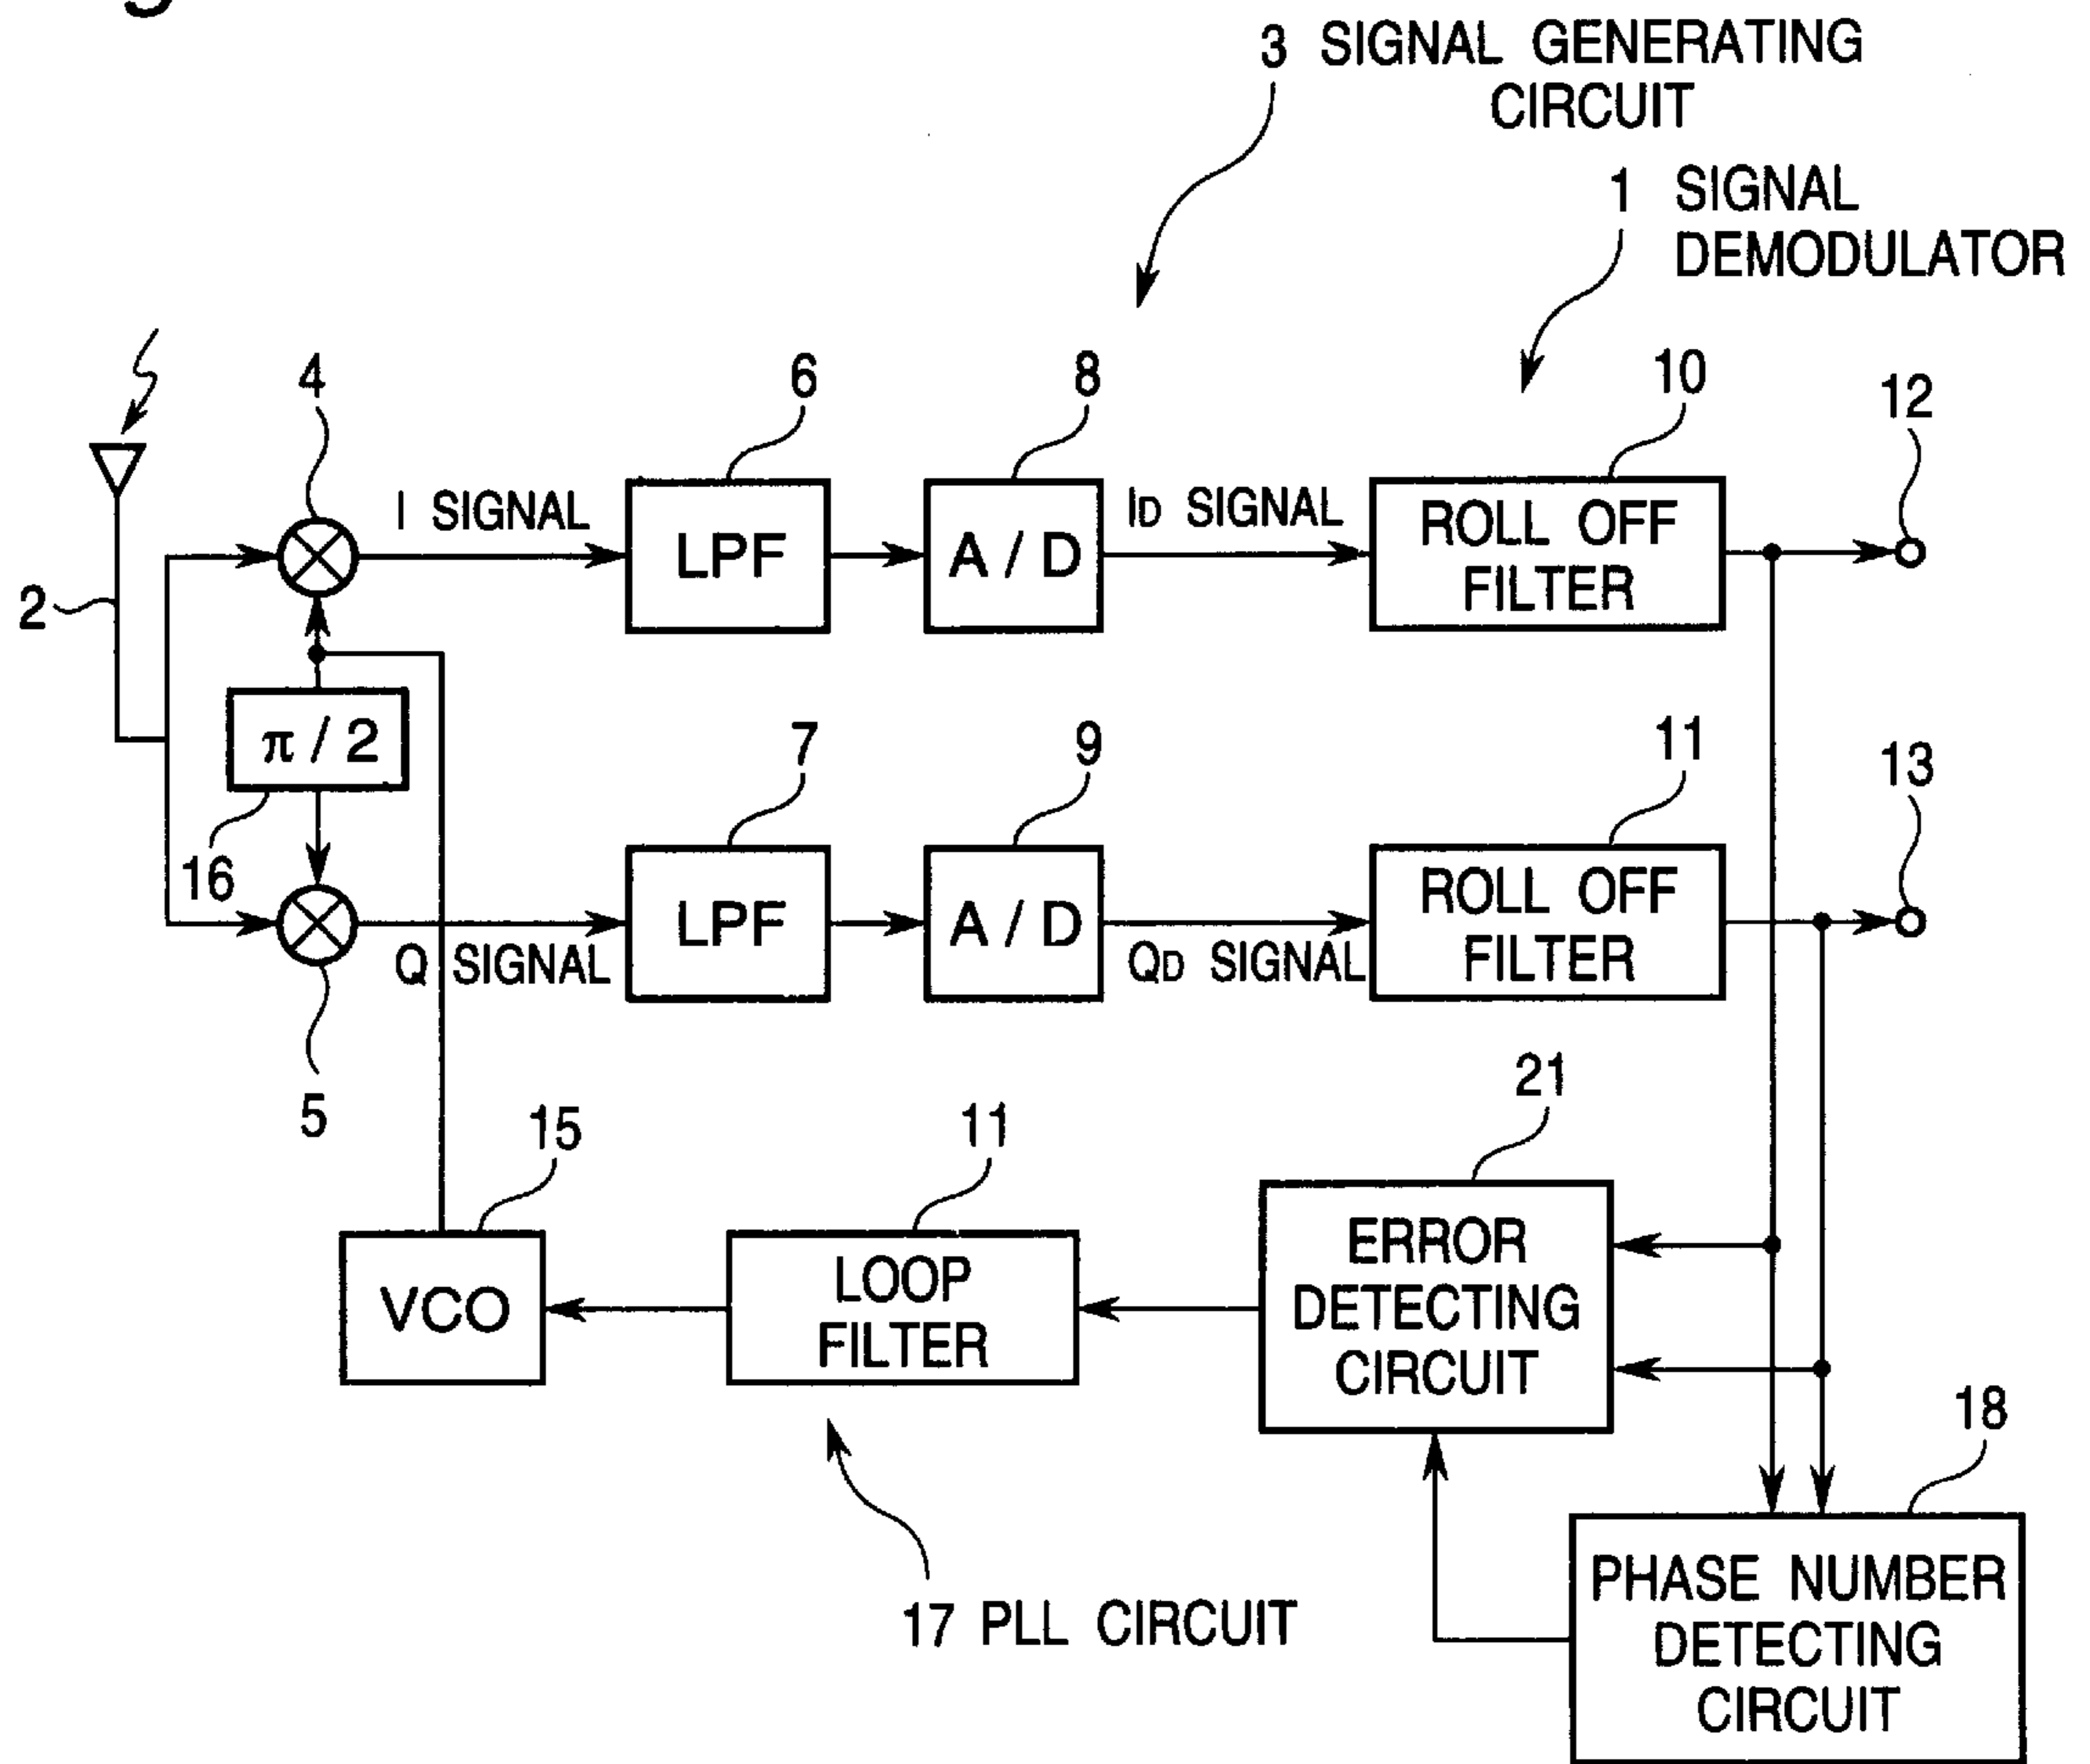 3 SIGNAL GENERATING
CIRCUIT
1 SIGNAL
DEMODULATOR
4
6
8
10
12
I SIGNAL
LPF
A / D
ID SIGNAL
ROLL OFF
FILTER
2
π / 2
16
7
9
11
13
Q SIGNAL
LPF
A / D
QD SIGNAL
ROLL OFF
FILTER
5
15
11
21
VCO
LOOP
FILTER
ERROR
DETECTING
CIRCUIT
18
17 PLL CIRCUIT
PHASE NUMBER
DETECTING
CIRCUIT